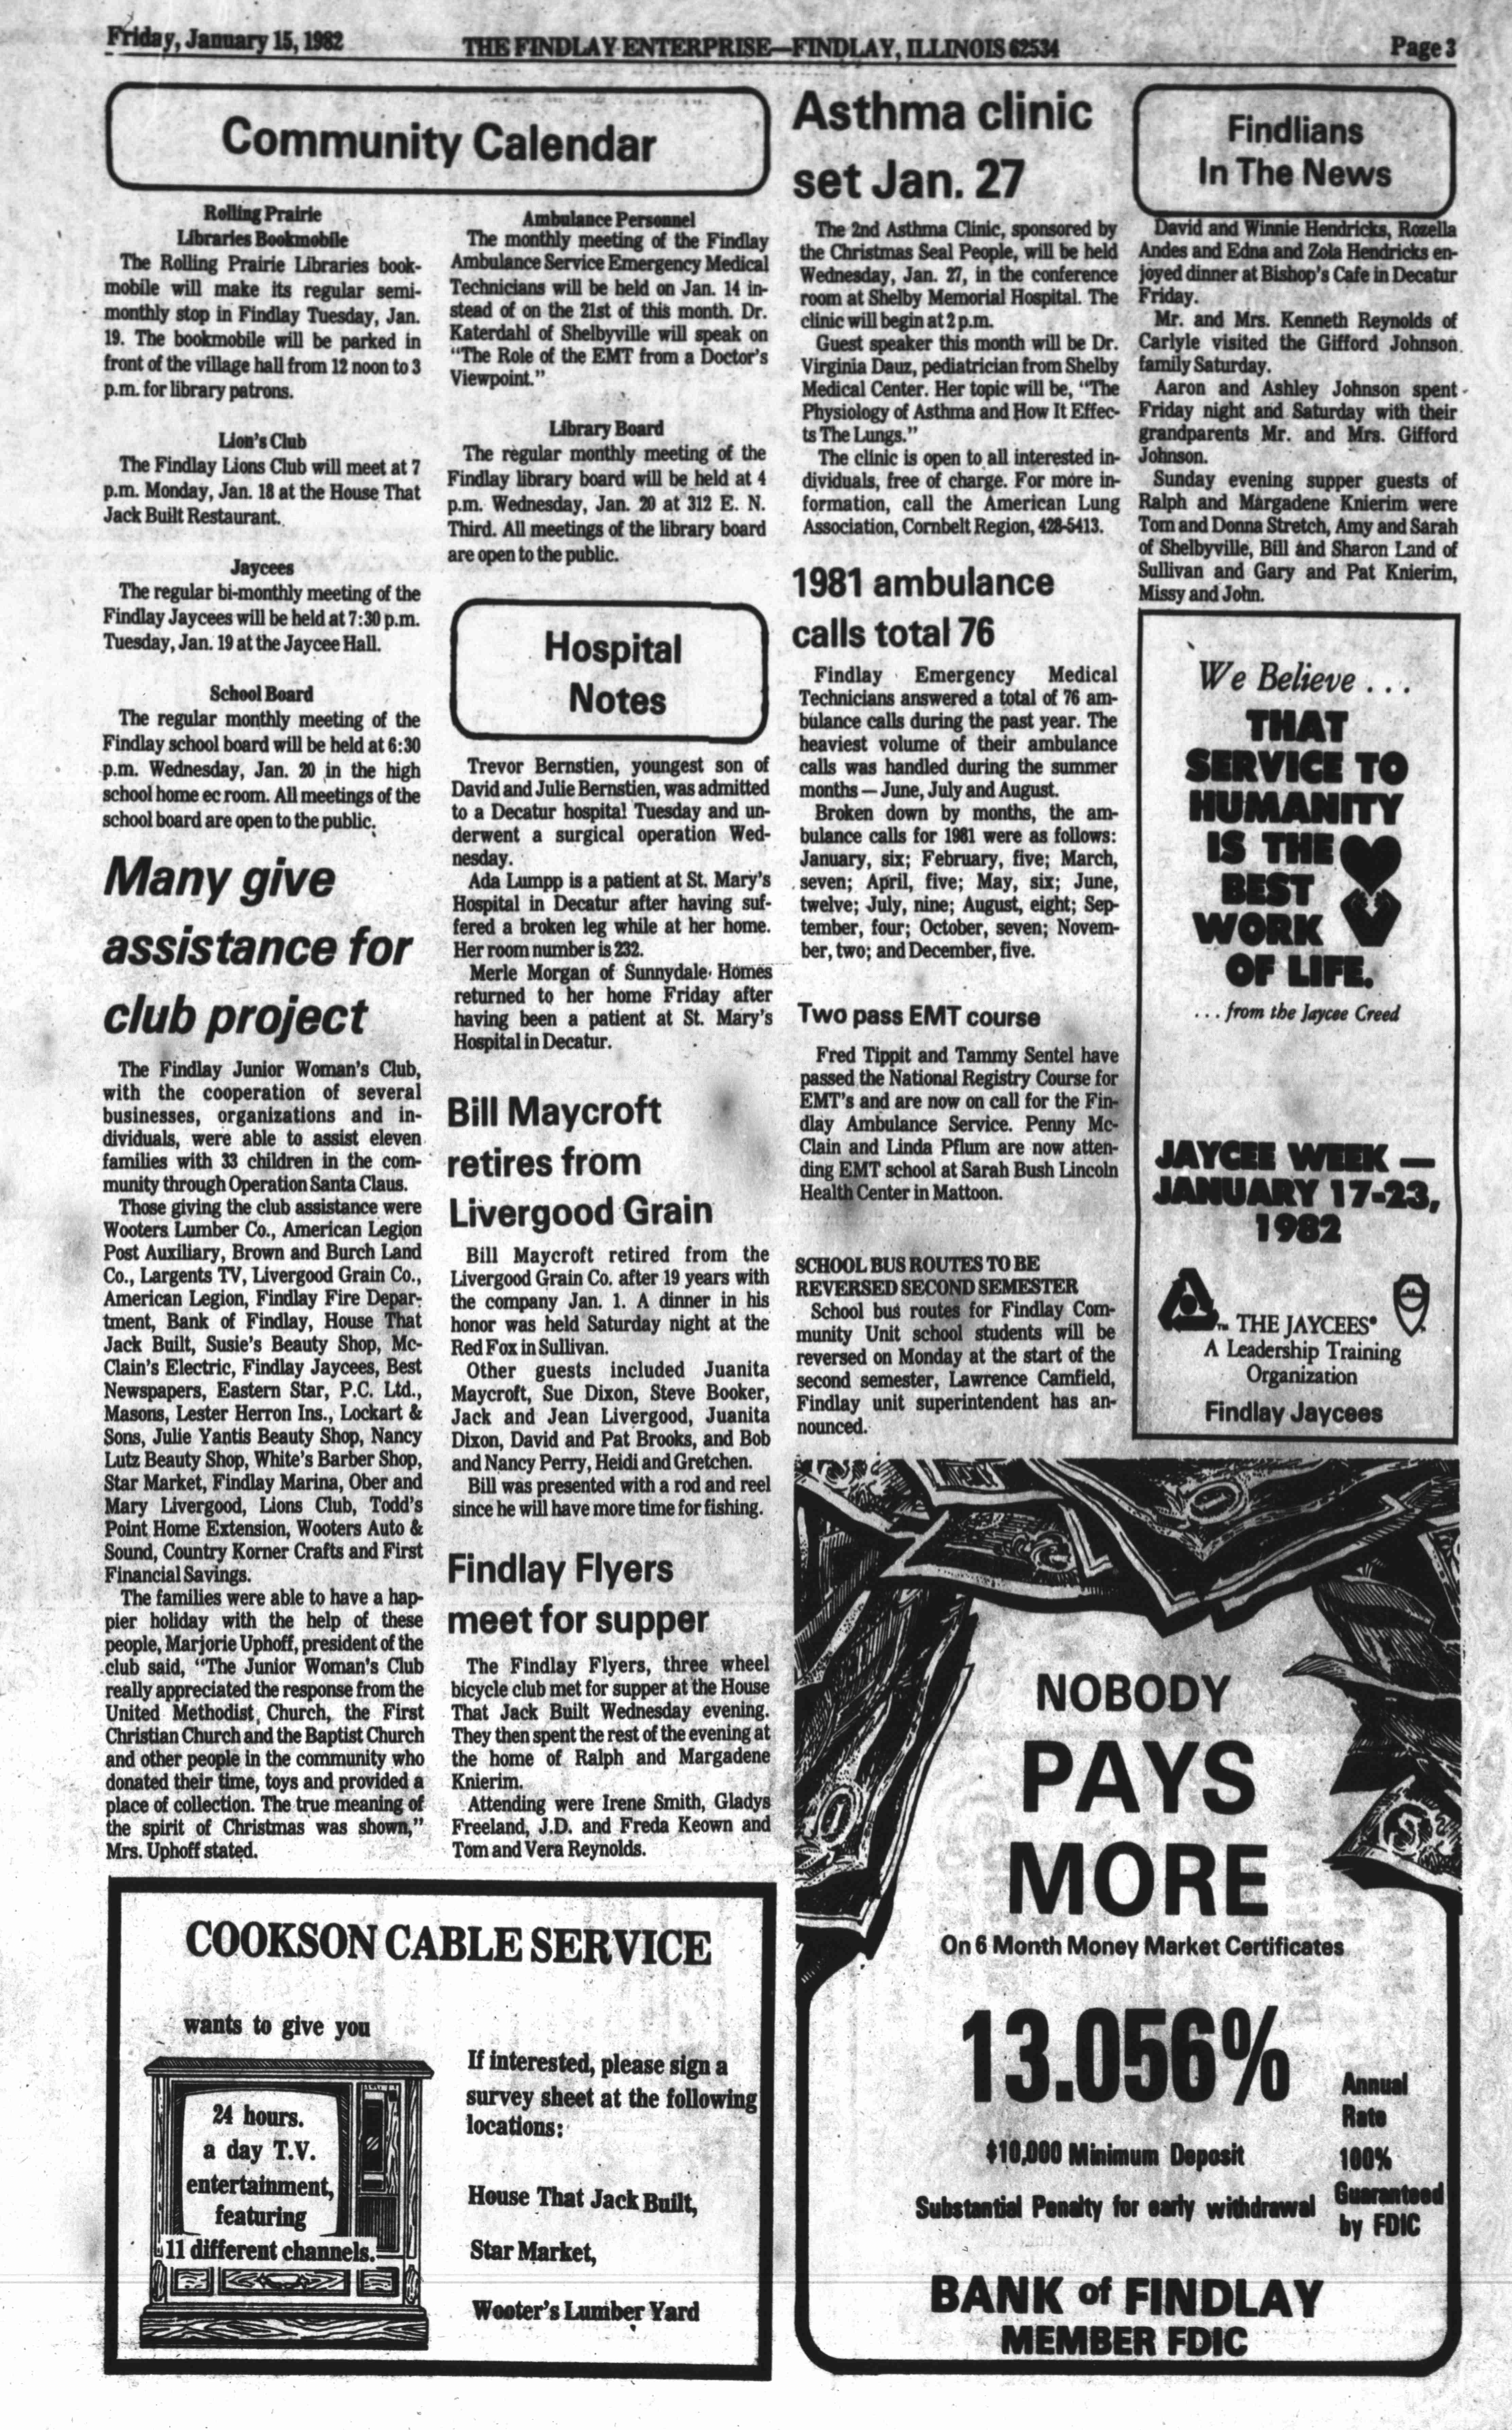 Friday, January 15, 1982
THE FINDLAY ENTERPRISE—FINDLAY, ILLINOIS 62534
Page 3
Community Calendar
Rolling Prairie
Libraries Bookmobile
The Rolling Prairie Libraries book-
mobile will make its regular semi-
monthly stop in Findlay Tuesday, Jan.
19. The bookmobile will be parked in
front of the village hall from 12 noon to 3
p.m. for library patrons.
Lion's Club
The Findlay Lions Club will meet at 7
p.m. Monday, Jan. 18 at the House That
Jack Built Restaurant.
Jaycees
The regular bi-monthly meeting of the
Findlay Jaycees will be held at 7:30 p.m.
Tuesday, Jan. 19 at the Jaycee Hall.
School Board
The regular monthly meeting of the
Findlay school board will be held at 6:30
p.m. Wednesday, Jan. 20 in the high
school home ec room. All meetings of the
school board are open to the public.
Many give
assistance for
club project
The Findlay Junior Woman's Club,
with the cooperation of several
businesses, organizations and in-
dividuals, were able to assist eleven
families with 33 children in the com-
munity through Operation Santa Claus.
Those giving the club assistance were
Wooters Lumber Co., American Legion
Post Auxiliary, Brown and Burch Land
Co., Largents TV, Livergood Grain Co.,
American Legion, Findlay Fire Depar-
tment, Bank of Findlay, House That
Jack Built, Susie's Beauty Shop, Mc-
Clain's Electric, Findlay Jaycees, Best
Newspapers, Eastern Star, P.C. Ltd.,
Masons, Lester Herron Ins., Lockart &
Sons, Julie Yantis Beauty Shop, Nancy
Lutz Beauty Shop, White's Barber Shop,
Star Market, Findlay Marina, Ober and
Mary Livergood, Lions Club, Todd's
Point Home Extension, Wooters Auto &
Sound, Country Korner Crafts and First
Financial Savings.
The families were able to have a hap-
pier holiday with the help of these
people, Marjorie Uphoff, president of the
club said, "The Junior Woman's Club
really appreciated the response from the
United Methodist Church, the First
Christian Church and the Baptist Church
and other people in the community who
donated their time, toys and provided a
place of collection. The true meaning of
the spirit of Christmas was shown,"
Mrs. Uphoff stated.
Ambulance Personnel
The monthly meeting of the Findlay
Ambulance Service Emergency Medical
Technicians will be held on Jan. 14 in-
stead of on the 21st of this month. Dr.
Katerdahl of Shelbyville will speak on
"The Role of the EMT from a Doctor's
Viewpoint."
Library Board
The regular monthly meeting of the
Findlay library board will be held at 4
p.m. Wednesday, Jan. 20 at 312 E. N.
Third. All meetings of the library board
are open to the public.
Hospital
Notes
Trevor Bernstien, youngest son of
David and Julie Bernstien, was admitted
to a Decatur hospital Tuesday and un-
derwent a surgical operation Wed-
nesday.
Ada Lumpp is a patient at St. Mary's
Hospital in Decatur after having suf-
fered a broken leg while at her home.
Her room number is 232.
Merle Morgan of Sunnydale Homes
returned to her home Friday after
having been a patient at St. Mary's
Hospital in Decatur.
Bill Maycroft
retires from
Livergood Grain
Bill Maycroft retired from the
Livergood Grain Co. after 19 years with
the company Jan. 1. A dinner in his
honor was held Saturday night at the
Red Fox in Sullivan.
Other guests included Juanita
Maycroft, Sue Dixon, Steve Booker,
Jack and Jean Livergood, Juanita
Dixon, David and Pat Brooks, and Bob
and Nancy Perry, Heidi and Gretchen.
Bill was presented with a rod and reel
since he will have more time for fishing.
Findlay Flyers
meet for supper
The Findlay Flyers, three wheel
bicycle club met for supper at the House
That Jack Built Wednesday evening.
They then spent the rest of the evening at
the home of Ralph and Margadene
Knierim.
Attending were Irene Smith, Gladys
Freeland, J.D. and Freda Keown and
Tom and Vera Reynolds.
Asthma clinic
set Jan. 27
The 2nd Asthma Clinic, sponsored by
the Christmas Seal People, will be held
Wednesday, Jan. 27, in the conference
room at Shelby Memorial Hospital. The
clinic will begin at 2 p.m.
Guest speaker this month will be Dr.
Virginia Dauz, pediatrician from Shelby
Medical Center. Her topic will be, "The
Physiology of Asthma and How It Effec-
ts The Lungs."
The clinic is open to all interested in-
dividuals, free of charge. For more in-
formation, call the American Lung
Association, Cornbelt Region, 428-5413.
1981 ambulance
calls total 76
Findlay Emergency Medical
Technicians answered a total of 76 am-
bulance calls during the past year. The
heaviest volume of their ambulance
calls was handled during the summer
months — June, July and August.
Broken down by months, the am-
bulance calls for 1981 were as follows:
January, six; February, five; March,
seven; April, five; May, six; June,
twelve; July, nine; August, eight; Sep-
tember, four; October, seven; Novem-
ber, two; and December, five.
Two pass EMT course
Fred Tippit and Tammy Sentel have
passed the National Registry Course for
EMT's and are now on call for the Fin-
dlay Ambulance Service. Penny Mc-
Clain and Linda Pflum are now atten-
ding EMT school at Sarah Bush Lincoln
Health Center in Mattoon.
SCHOOL BUS ROUTES TO BE
REVERSED SECOND SEMESTER
School bus routes for Findlay Com-
munity Unit school students will be
reversed on Monday at the start of the
second semester, Lawrence Camfield,
Findlay unit superintendent has an-
nounced.
Findlians
In The News
David and Winnie Hendricks, Rozella
Andes and Edna and Zola Hendricks en-
joyed dinner at Bishop's Cafe in Decatur
Friday.
Mr. and Mrs. Kenneth Reynolds of
Carlyle visited the Gifford Johnson
family Saturday.
Aaron and Ashley Johnson spent
Friday night and Saturday with their
grandparents Mr. and Mrs. Gifford
Johnson.
Sunday evening supper guests of
Ralph and Margadene Knierim were
Tom and Donna Stretch, Amy and Sarah
of Shelbyville, Bill and Sharon Land of
Sullivan and Gary and Pat Knierim,
Missy and John.
We Believe . . .
THAT
SERVICE TO
HUMANITY
IS THE
BEST
WORK
OF LIFE.
. . . from the Jaycee Creed
JAYCEE WEEK —
JANUARY 17-23,
1982
THE JAYCEES
A Leadership Training
Organization
Findlay Jaycees
COOKSON CABLE SERVICE
wants to give you
24 hours.
a day T.V.
entertainment,
featuring
11 different channels.
If interested, please sign a
survey sheet at the following
locations:
House That Jack Built,
Star Market,
Wooter's Lumber Yard
NOBODY
PAYS
MORE
On 6 Month Money Market Certificates
13.056%
Annual
Rate
$10,000 Minimum Deposit
100%
Guaranteed
by FDIC
Substantial Penalty for early withdrawal
BANK of FINDLAY
MEMBER FDIC